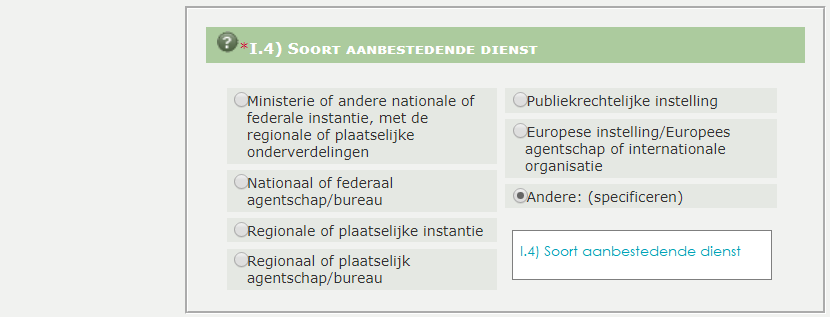 *I.4) Soort aanbestedende dienst
Ministerie of andere nationale of
federale instantie, met de
regionale of plaatselijke
onderverdelingen
Nationaal of federaal
agentschap/bureau
Regionale of plaatselijke instantie
Regionaal of plaatselijk
agentschap/bureau
Publiekrechtelijke instelling
Europese instelling/Europees
agentschap of internationale
organisatie
Andere: (specificeren)
I.4) Soort aanbestedende dienst